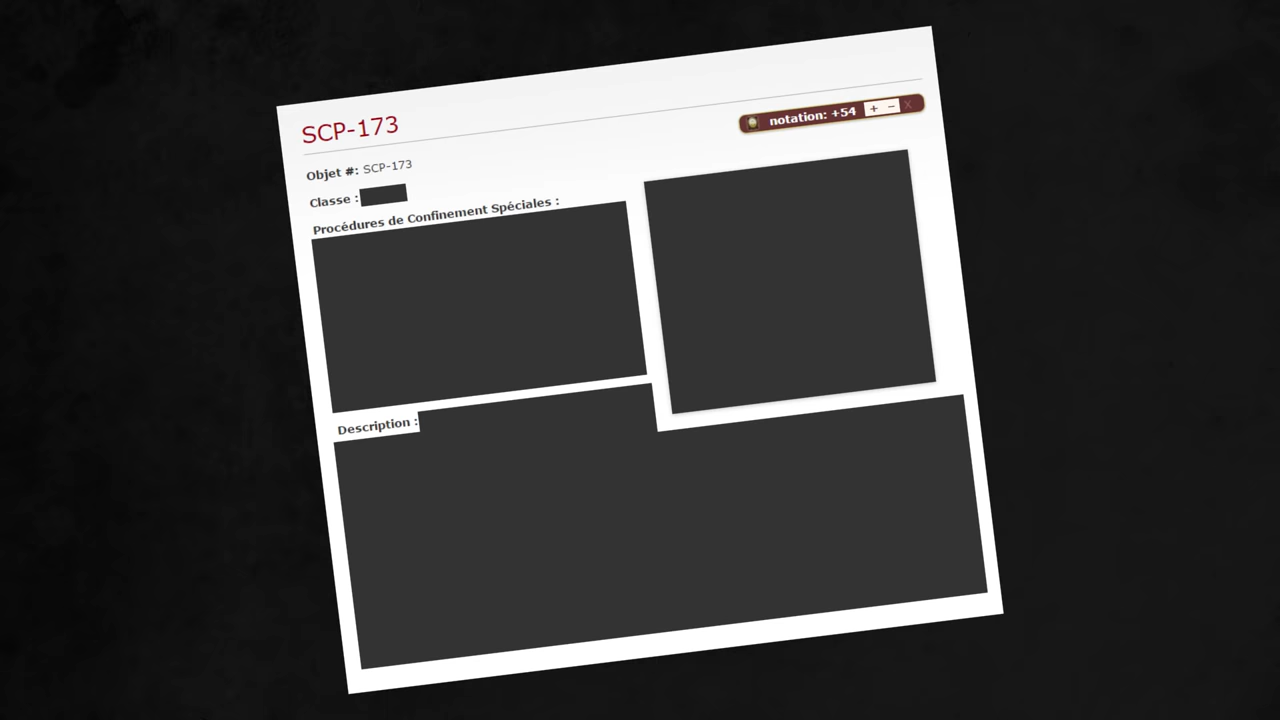 SCP-173
notation: +54 + − X
Objet #: SCP-173
Classe :
Procédures de Confinement Spéciales :
Description :